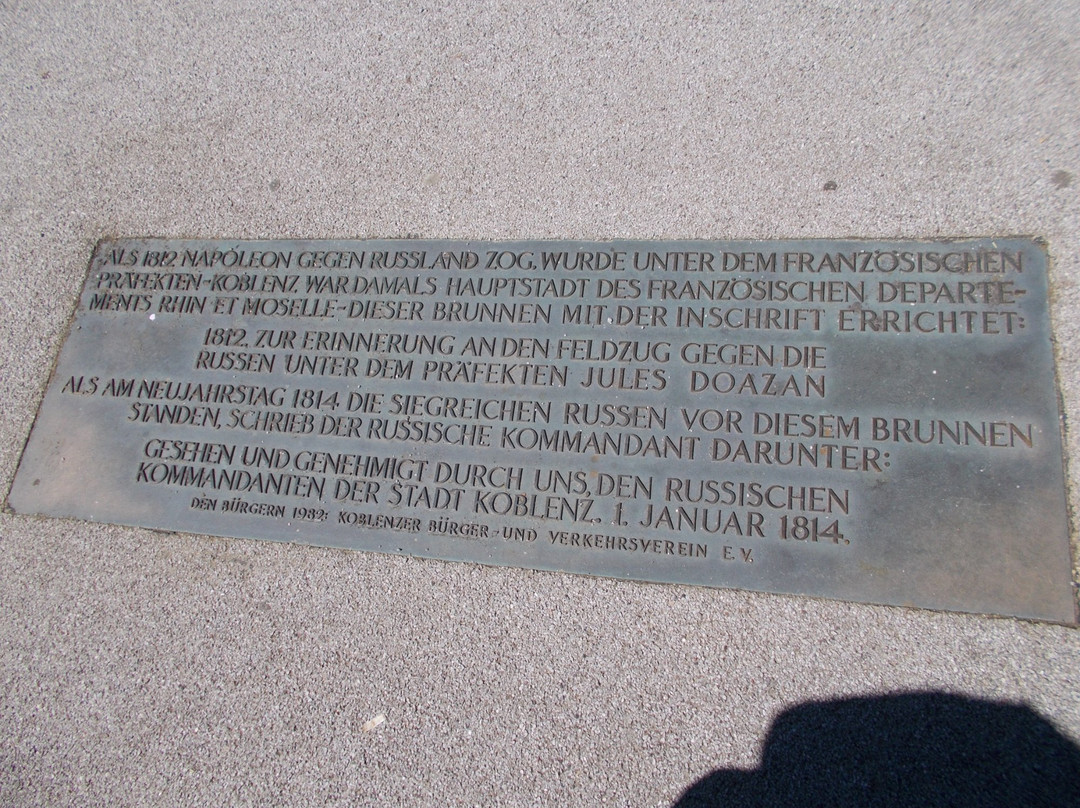 ALS 1812 NAPOLEON GEGEN RUSSLAND ZOG, WURDE UNTER DEM FRANZÖSISCHEN
PRÄFEKTEN-KOBLENZ WAR DAMALS HAUPTSTADT DES FRANZÖSISCHEN DEPARTE-
MENTS RHIN ET MOSELLE-DIESER BRUNNEN MIT DER INSCHRIFT ERRICHTET:
1812, ZUR ERINNERUNG AN DEN FELDZUG GEGEN DIE
RUSSEN UNTER DEM PRÄFEKTEN JULES DOAZAN
ALS AM NEUJAHRSTAG 1814 DIE SIEGREICHEN RUSSEN VOR DIESEM BRUNNEN
STANDEN, SCHRIEB DER RUSSISCHE KOMMANDANT DARUNTER:
GESEHEN UND GENEHMIGT DURCH UNS, DEN RUSSISCHEN
KOMMANDANTEN DER STADT KOBLENZ. 1. JANUAR 1814.
DEN BÜRGERN 1982: KOBLENZER BÜRGER-UND VERKEHRSVEREIN E.V.